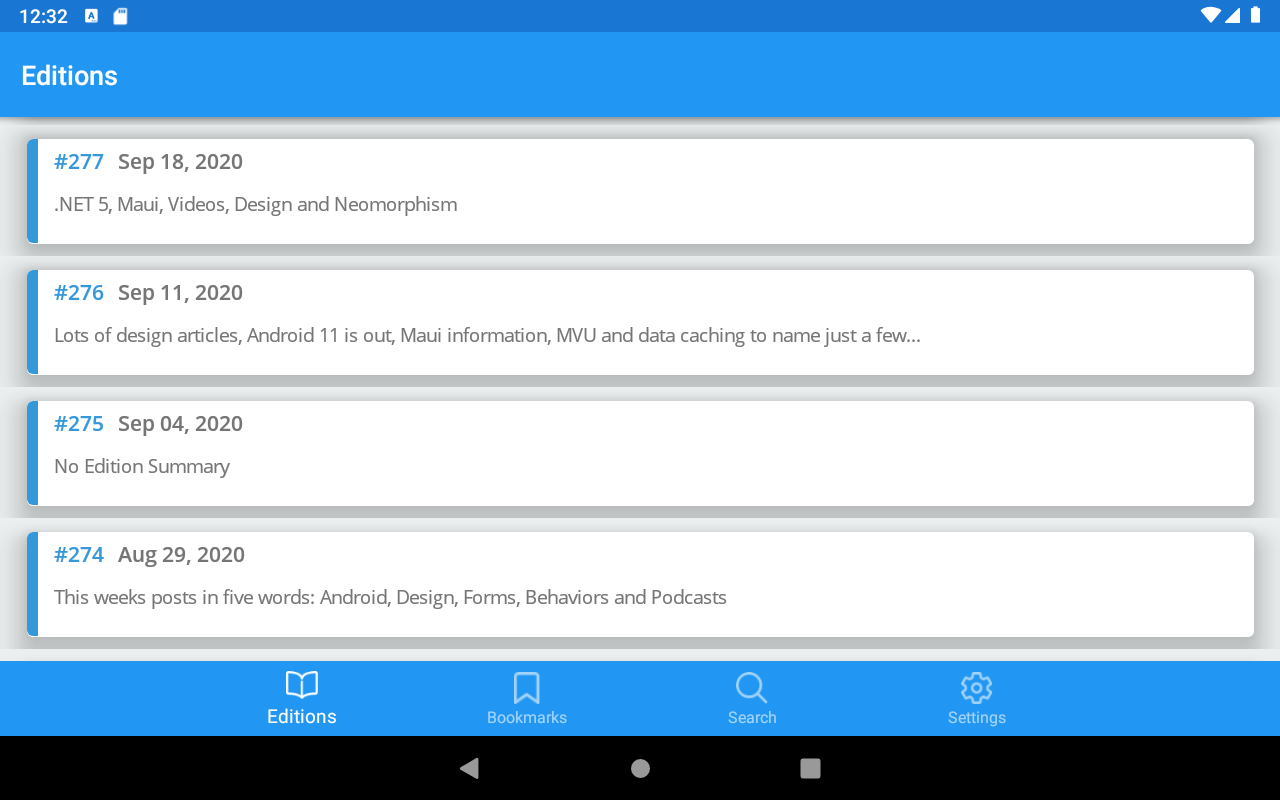 12:32
Editions
#277 Sep 18, 2020
.NET 5, Maui, Videos, Design and Neomorphism
#276 Sep 11, 2020
Lots of design articles, Android 11 is out, Maui information, MVU and data caching to name just a few...
#275 Sep 04, 2020
No Edition Summary
#274 Aug 29, 2020
This weeks posts in five words: Android, Design, Forms, Behaviors and Podcasts
Editions Bookmarks Search Settings